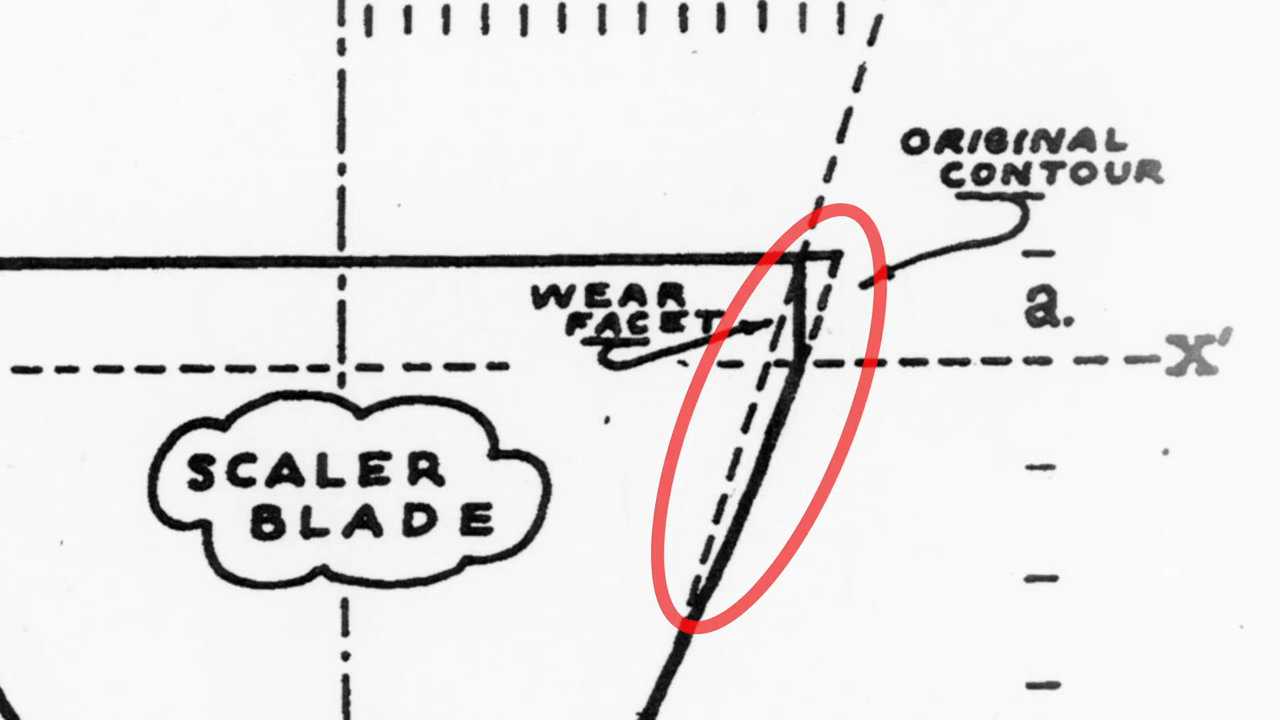 ORIGINAL
CONTOUR
WEAR
FACET
a.
X'
SCALER
BLADE